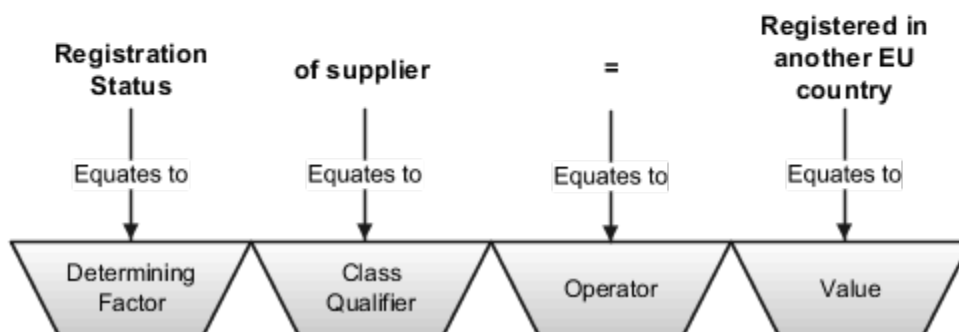 Registration
Status
of supplier
=
Registered in
another EU
country
Equates to
Equates to
Equates to
Equates to
Determining
Factor
Class
Qualifier
Operator
Value